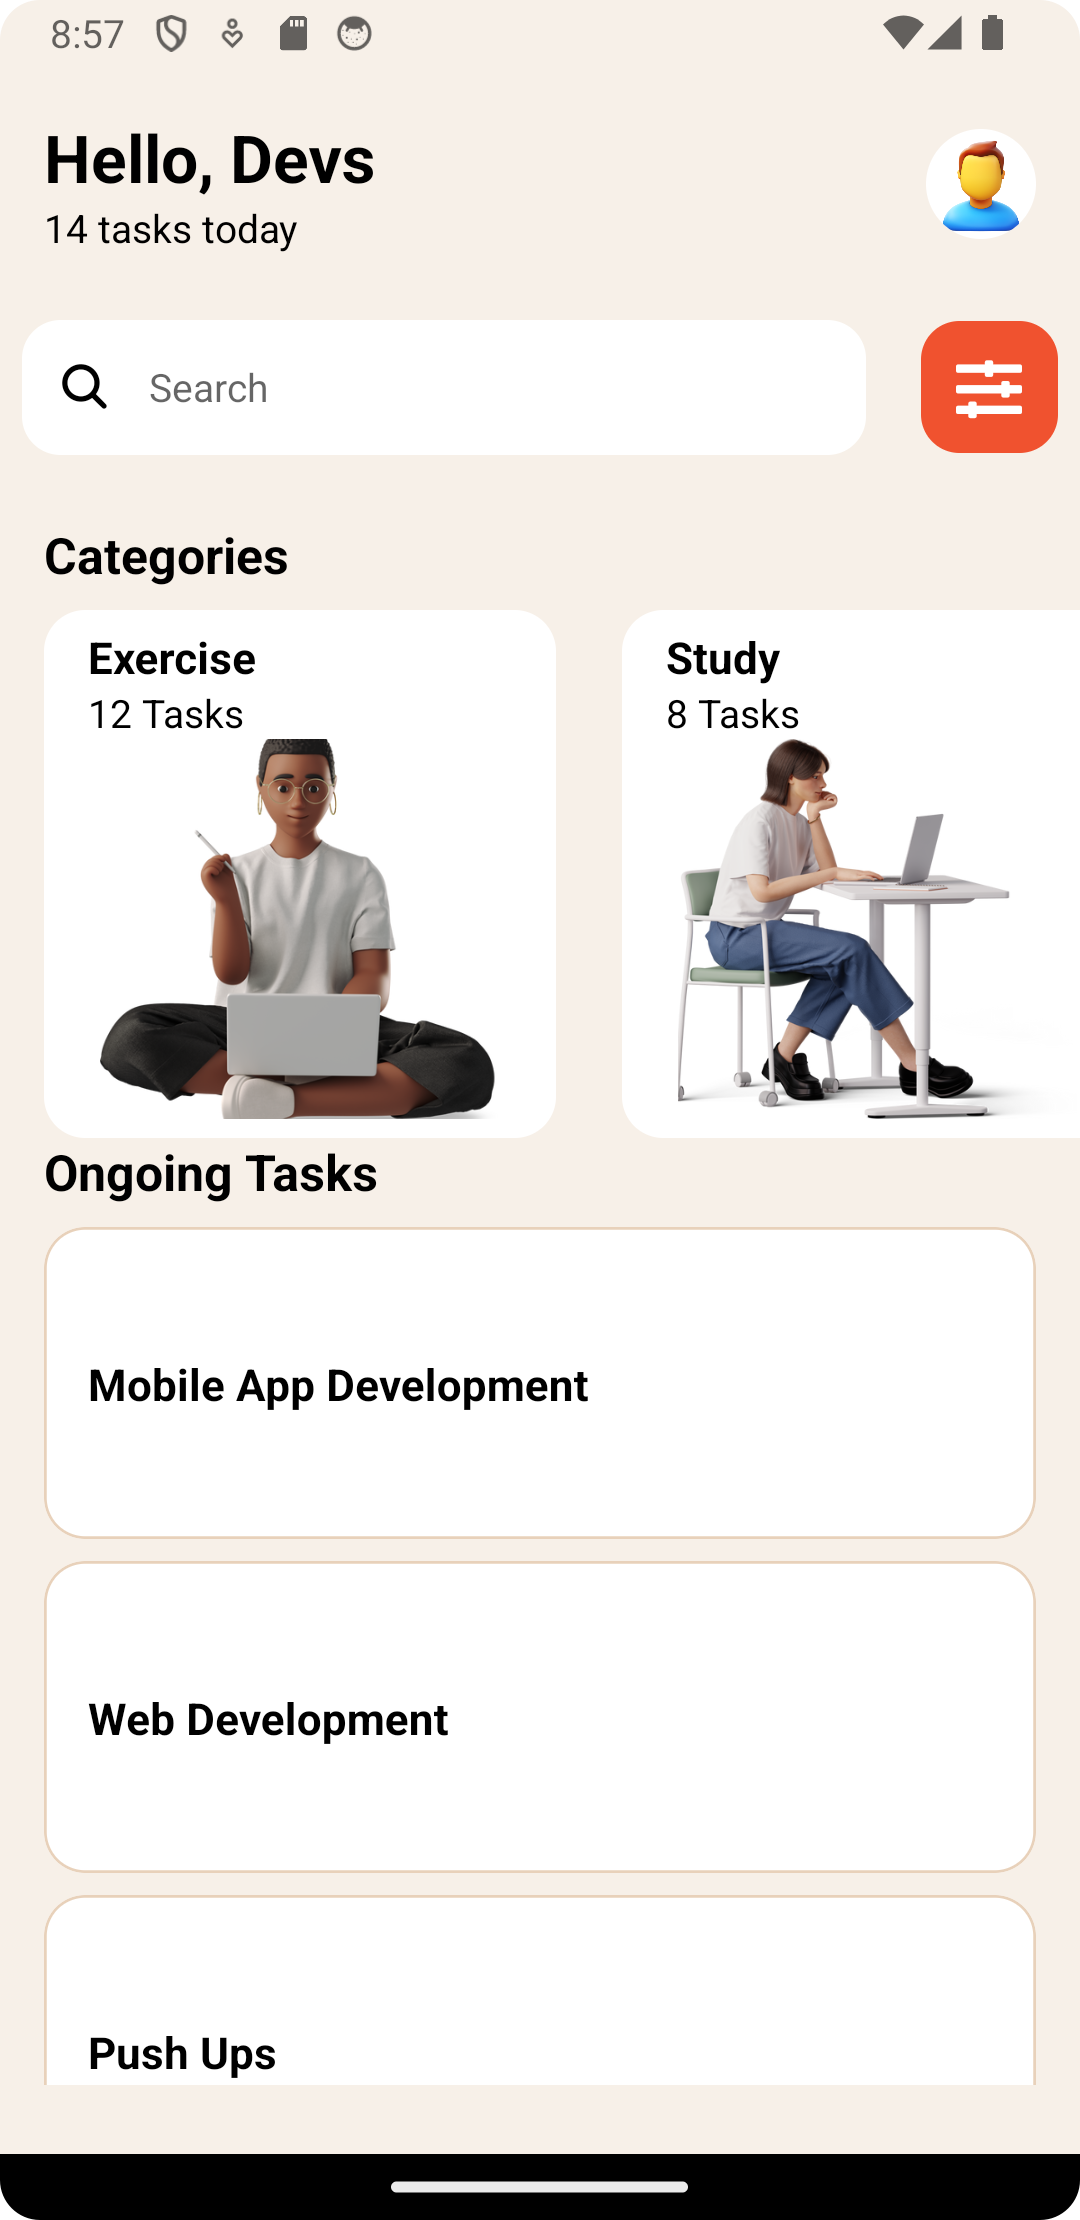 8:57
Hello, Devs
14 tasks today
Search
Categories
Exercise
12 Tasks
Study
8 Tasks
Ongoing Tasks
Mobile App Development
Web Development
Push Ups